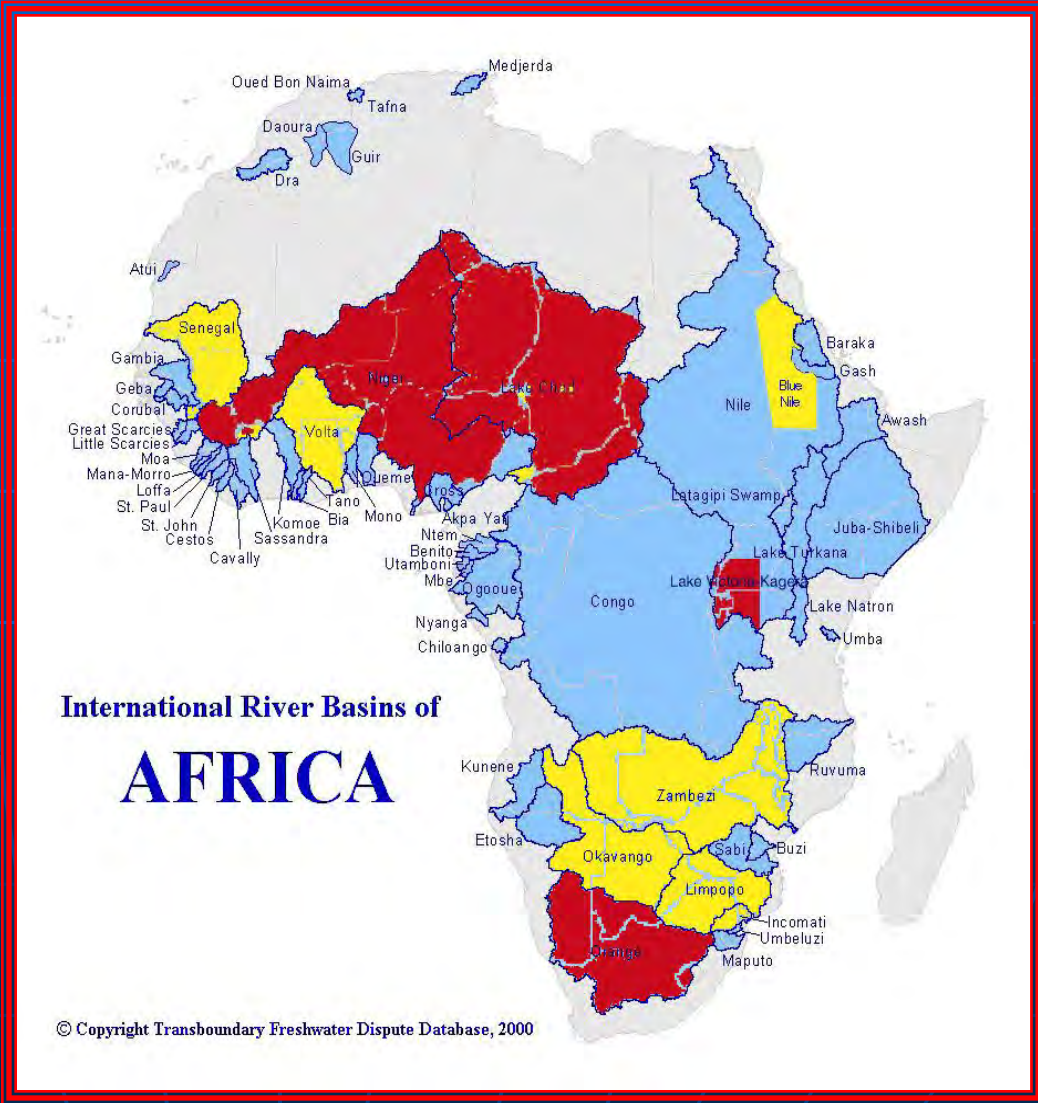 Medjerda
Oued Bon Naima
Tafna
Daoura
Guir
Dra
Atui
Senegal
Gambia
Geba
Corubal
Great Scarcies
Little Scarcies
Moa
Mana-Morro
Loffa
St. Paul
St. John
Cestos
Cavally
Sassandra
Komoe
Bia
Tano
Mono
Volta
Oueme
Niger
Lake Chad
Cross
Akpa Yafi
Ntem
Benito
Utamboni
Mbe
Ogooue
Nyanga
Chiloango
Congo
Nile
Blue
Nile
Baraka
Gash
Awash
Lotagipi Swamp
Juba-Shibeli
Lake Turkana
Lake Victoria-Kagera
Lake Natron
Umba
International River Basins of
AFRICA
Kunene
Etosha
Zambezi
Ruvuma
Okavango
Sabi
Buzi
Limpopo
Incomati
Umbeluzi
Maputo
Orange
© Copyright Transboundary Freshwater Dispute Database, 2000